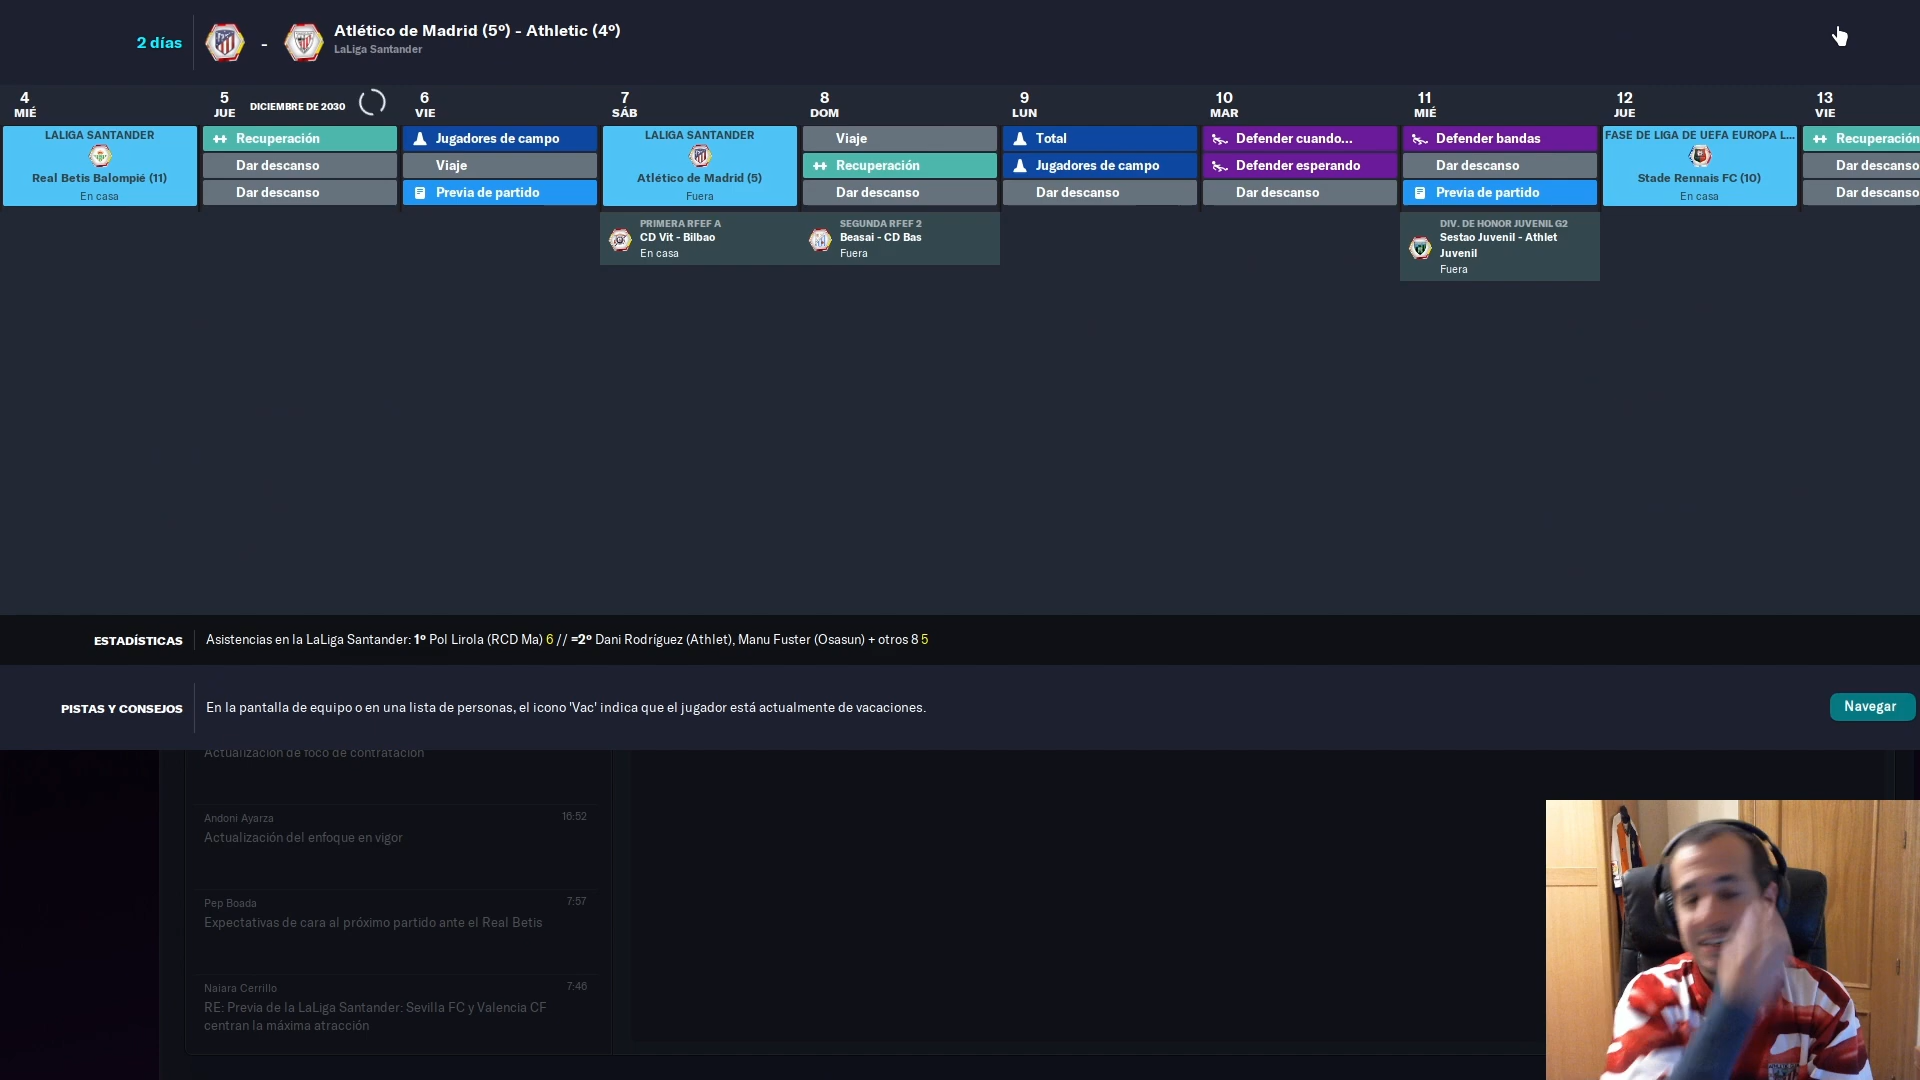 2 días
Atlético de Madrid (5º) - Athletic (4º)
LaLiga Santander
4 MIÉ
5 JUE
DICIEMBRE DE 2030
6 VIE
7 SÁB
8 DOM
9 LUN
10 MAR
11 MIÉ
12 JUE
13 VIE
LALIGA SANTANDER
Real Betis Balompié (11)
En casa
Recuperación
Dar descanso
Dar descanso
Jugadores de campo
Viaje
Previa de partido
LALIGA SANTANDER
Atlético de Madrid (5)
Fuera
Viaje
Recuperación
Dar descanso
Total
Jugadores de campo
Dar descanso
Defender cuando...
Defender esperando
Dar descanso
Defender bandas
Dar descanso
Previa de partido
FASE DE LIGA DE UEFA EUROPA L...
Stade Rennais FC (10)
En casa
Recuperación
Dar descanso
Dar descanso
PRIMERA RFEF A
CD Vit - Bilbao
En casa
SEGUNDA RFEF 2
Beasai - CD Bas
Fuera
DIV. DE HONOR JUVENIL G2
Sestao Juvenil - Athlet
Juvenil
Fuera
ESTADÍSTICAS
Asistencias en la LaLiga Santander: 1º Pol Lirola (RCD Ma) 6 // =2º Dani Rodríguez (Athlet), Manu Fuster (Osasun) + otros 8 5
PISTAS Y CONSEJOS
En la pantalla de equipo o en una lista de personas, el icono 'Vac' indica que el jugador está actualmente de vacaciones.
Navegar
Actualización de foco de contratación
Andoni Ayarza 16:52
Actualización del enfoque en vigor
Pep Boada 7:57
Expectativas de cara al próximo partido ante el Real Betis
Naiara Cerrillo 7:46
RE: Previa de la LaLiga Santander: Sevilla FC y Valencia CF
centran la máxima atracción